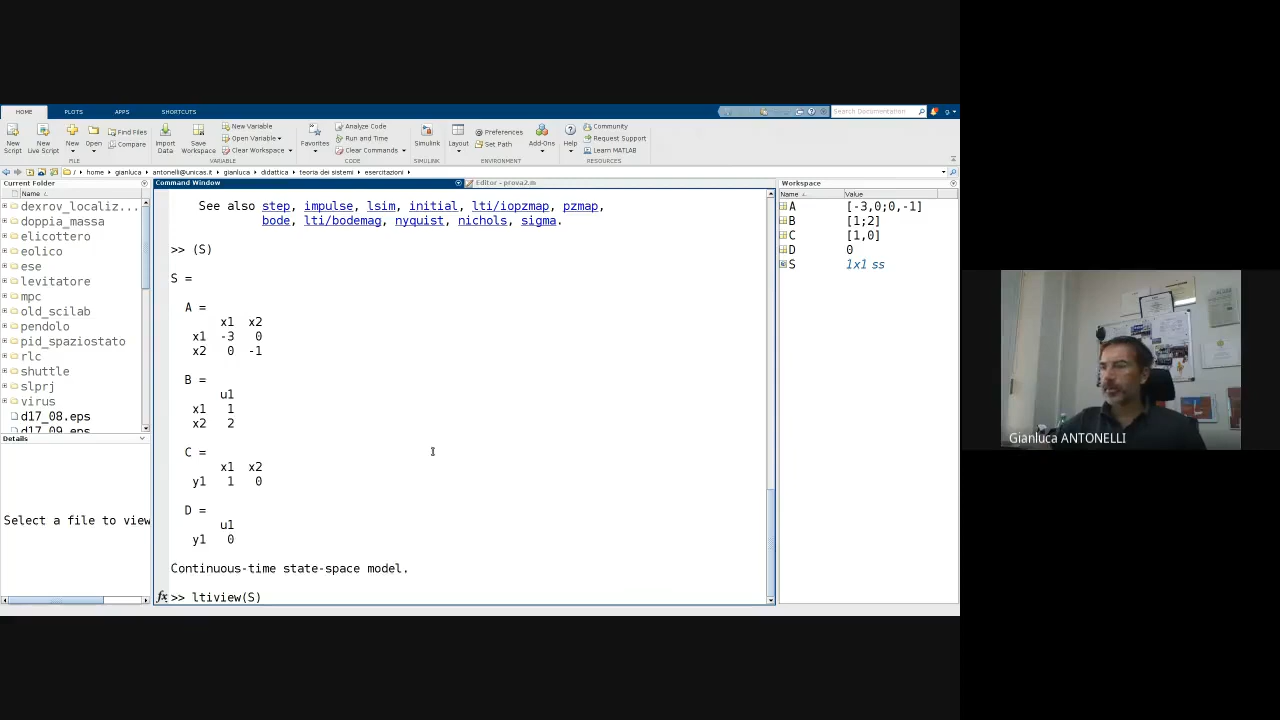 HOME PLOTS APPS SHORTCUTS
Search Documentation
New Script
New Live Script
New
Open
Find Files
Compare
Import Data
Save Workspace
New Variable
Open Variable
Clear Workspace
Favorites
Analyze Code
Run and Time
Clear Commands
Simulink
Layout
Preferences
Set Path
Add-Ons
Help
Community
Request Support
Learn MATLAB
FILE VARIABLE CODE SIMULINK ENVIRONMENT RESOURCES
/ home gianluca antonelli@unicas.it gianluca didattica teoria dei sistemi esercitazioni
Current Folder
Name
dexrov_localiz...
doppia_massa
elicottero
eolico
ese
levitatore
mpc
old_scilab
pendolo
pid_spaziostato
rlc
shuttle
slprj
virus
d17_08.eps
d17_09.eps
Details
Select a file to view
Command Window
Editor - prova2.m
See also step, impulse, lsim, initial, lti/iopzmap, pzmap,
bode, lti/bodemag, nyquist, nichols, sigma.
>> (S)
S =
A =
x1 x2
x1 -3 0
x2 0 -1
B =
u1
x1 1
x2 2
C =
x1 x2
y1 1 0
D =
u1
y1 0
Continuous-time state-space model.
fx >> ltiview(S)
Workspace
Name Value
A [-3,0;0,-1]
B [1;2]
C [1,0]
D 0
S 1x1 ss
Gianluca ANTONELLI